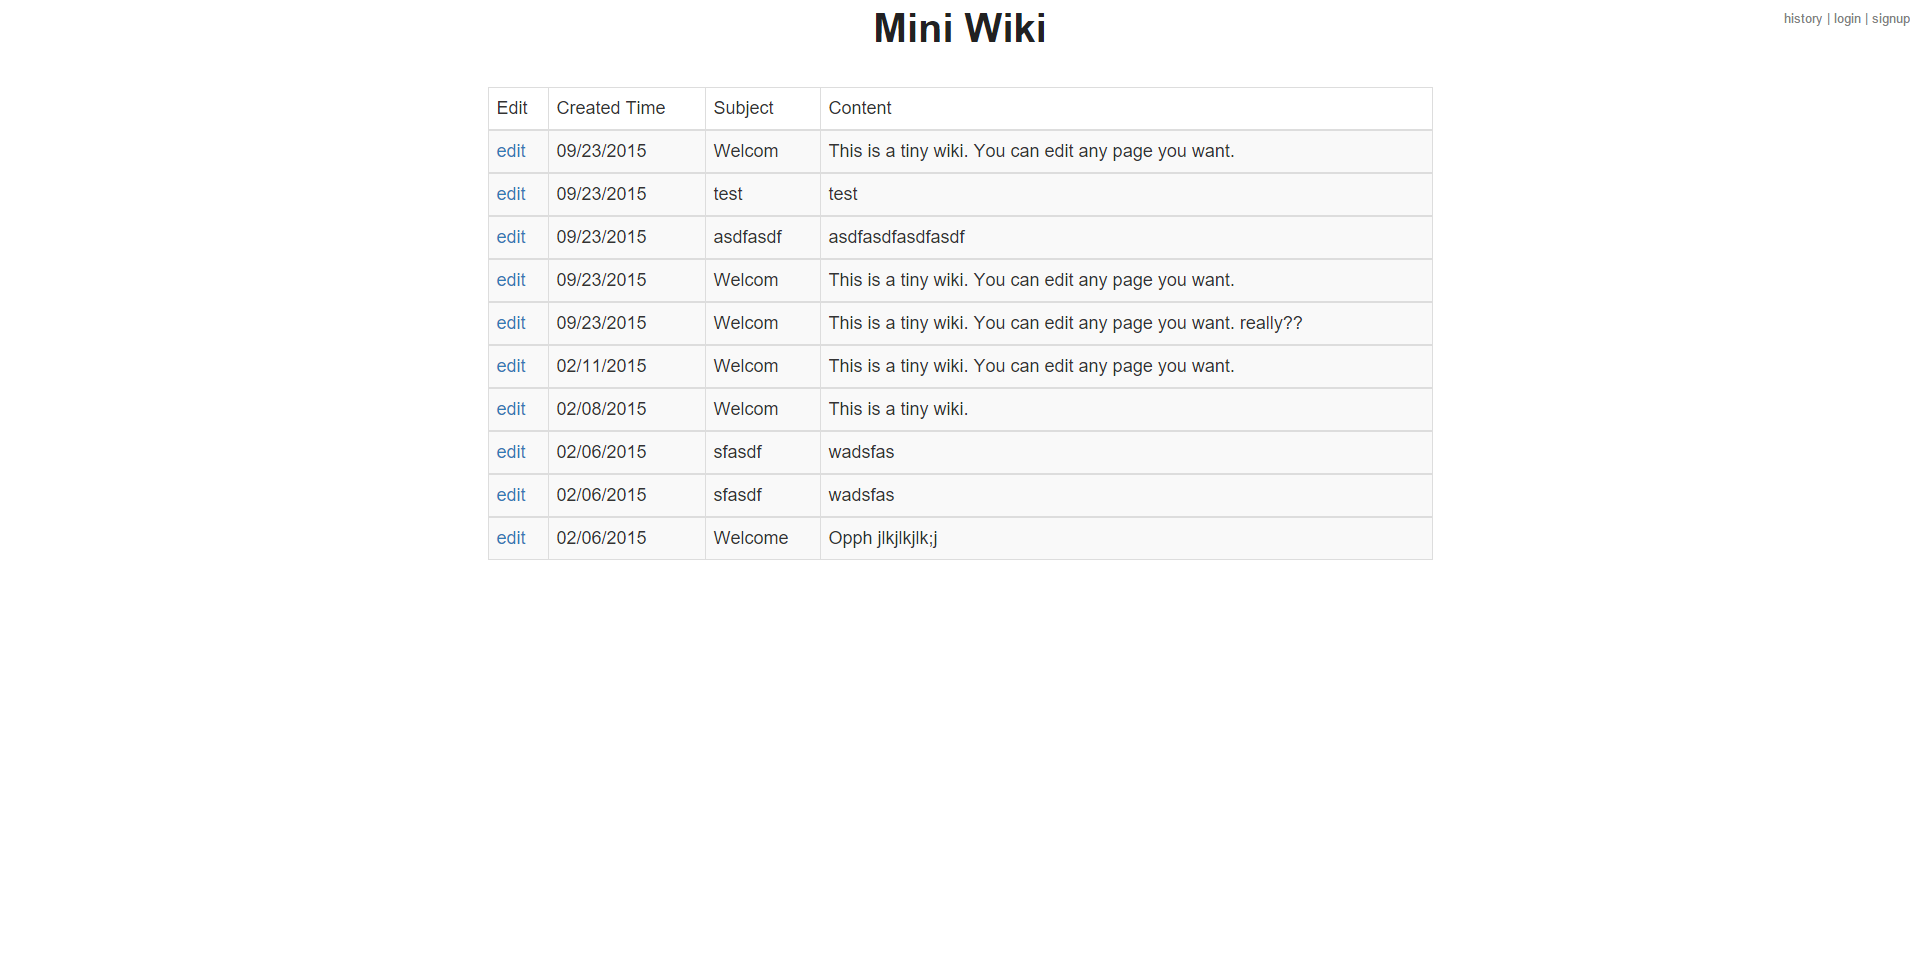 Mini Wiki
history | login | signup
Edit Created Time Subject Content
edit 09/23/2015 Welcom This is a tiny wiki. You can edit any page you want.
edit 09/23/2015 test test
edit 09/23/2015 asdfasdf asdfasdfasdfasdf
edit 09/23/2015 Welcom This is a tiny wiki. You can edit any page you want.
edit 09/23/2015 Welcom This is a tiny wiki. You can edit any page you want. really??
edit 02/11/2015 Welcom This is a tiny wiki. You can edit any page you want.
edit 02/08/2015 Welcom This is a tiny wiki.
edit 02/06/2015 sfasdf wadsfas
edit 02/06/2015 sfasdf wadsfas
edit 02/06/2015 Welcome Opph jlkjlkjlk;j